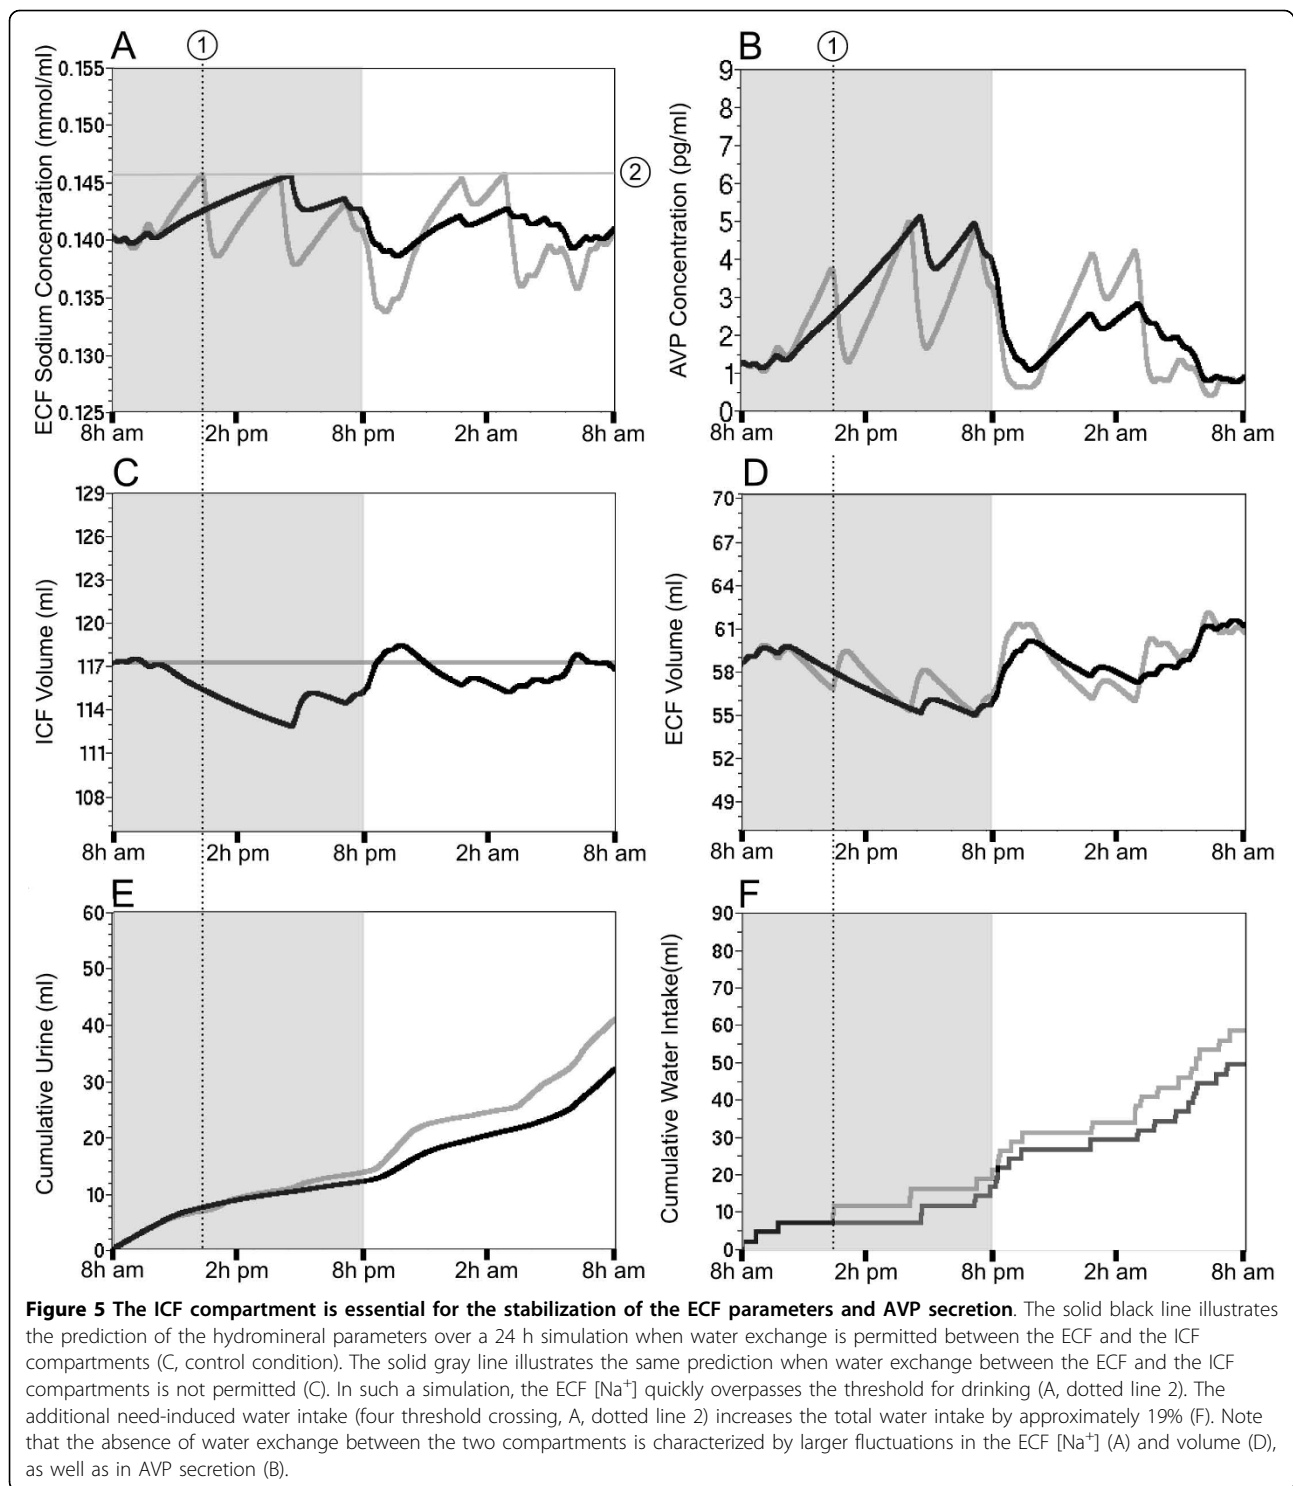 A
1
ECF Sodium Concentration (mmol/ml)
0.155
0.150
0.145
0.140
0.135
0.130
0.125
2
8h am 2h pm 8h pm 2h am 8h am
B
1
AVP Concentration (pg/ml)
9
8
7
6
5
4
3
2
1
0
8h am 2h pm 8h pm 2h am 8h am
C
ICF Volume (ml)
129
126
123
120
117
114
111
108
8h am 2h pm 8h pm 2h am 8h am
D
ECF Volume (ml)
70
67
64
61
58
55
52
49
8h am 2h pm 8h pm 2h am 8h am
E
Cumulative Urine (ml)
60
50
40
30
20
10
0
8h am 2h pm 8h pm 2h am 8h am
F
Cumulative Water Intake(ml)
90
80
70
60
50
40
30
20
10
0
8h am 2h pm 8h pm 2h am 8h am
Figure 5 The ICF compartment is essential for the stabilization of the ECF parameters and AVP secretion. The solid black line illustrates
the prediction of the hydromineral parameters over a 24 h simulation when water exchange is permitted between the ECF and the ICF
compartments (C, control condition). The solid gray line illustrates the same prediction when water exchange between the ECF and the ICF
compartments is not permitted (C). In such a simulation, the ECF [Na⁺] quickly overpasses the threshold for drinking (A, dotted line 2). The
additional need-induced water intake (four threshold crossing, A, dotted line 2) increases the total water intake by approximately 19% (F). Note
that the absence of water exchange between the two compartments is characterized by larger fluctuations in the ECF [Na⁺] (A) and volume (D),
as well as in AVP secretion (B).